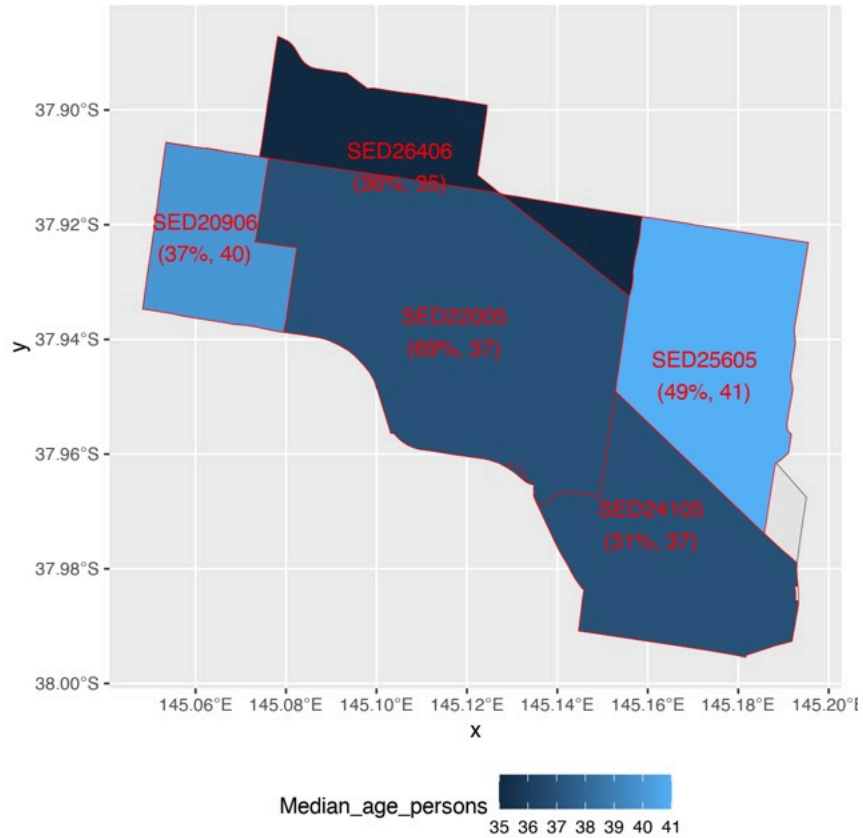 37.90°S
37.92°S
37.94°S
37.96°S
37.98°S
38.00°S
y
SED26406
(36%, 35)
SED20906
(37%, 40)
SED22005
(69%, 37)
SED25605
(49%, 41)
SED24105
(31%, 37)
145.06°E 145.08°E 145.10°E 145.12°E 145.14°E 145.16°E 145.18°E 145.20°E
x
Median_age_persons
35 36 37 38 39 40 41